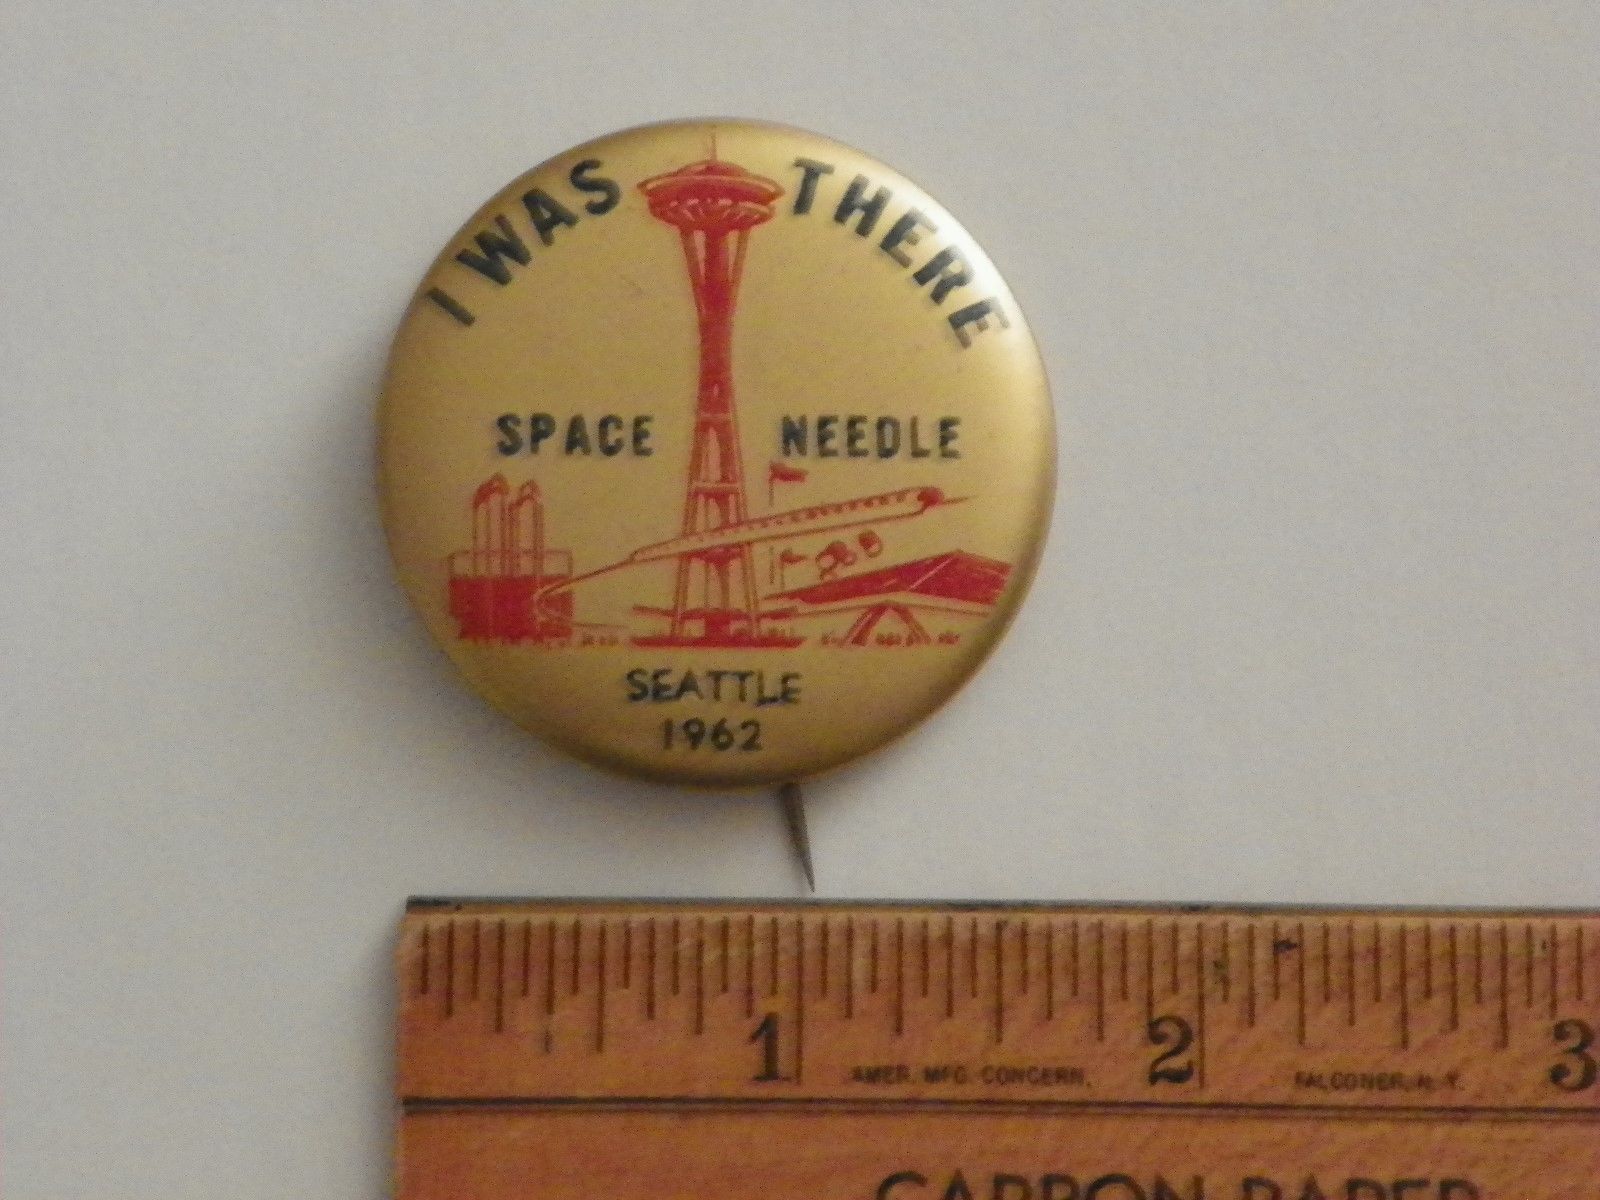 I WAS THERE
SPACE NEEDLE
SEATTLE
1962
1 2 3
AMER. MFG. CONCERN, FALCONER, N.Y.
CARBON PAPER